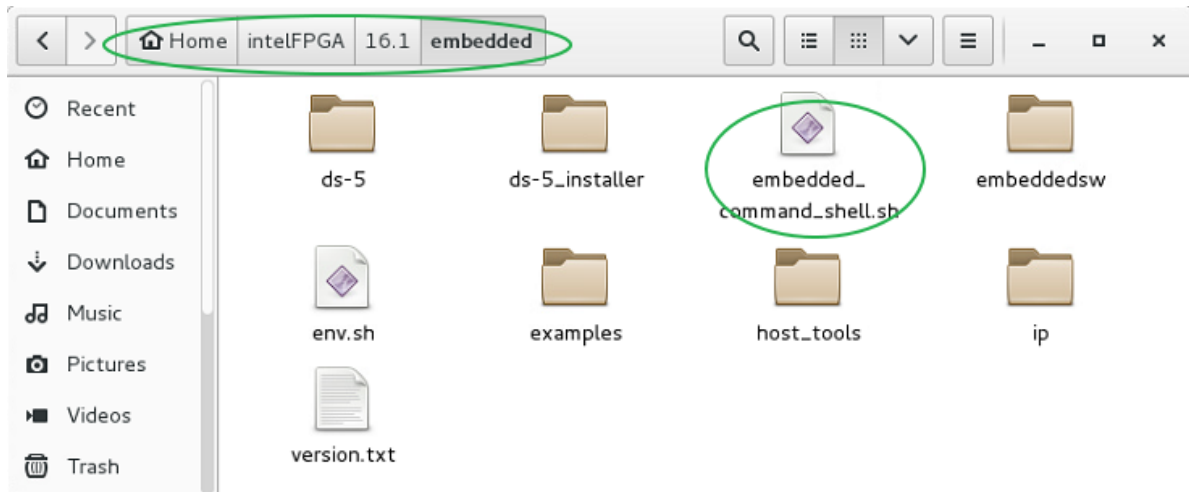 Home intelFPGA 16.1 embedded
Recent
Home
Documents
Downloads
Music
Pictures
Videos
Trash
ds-5
ds-5_installer
embedded_
command_shell.sh
embeddedsw
env.sh
examples
host_tools
ip
version.txt